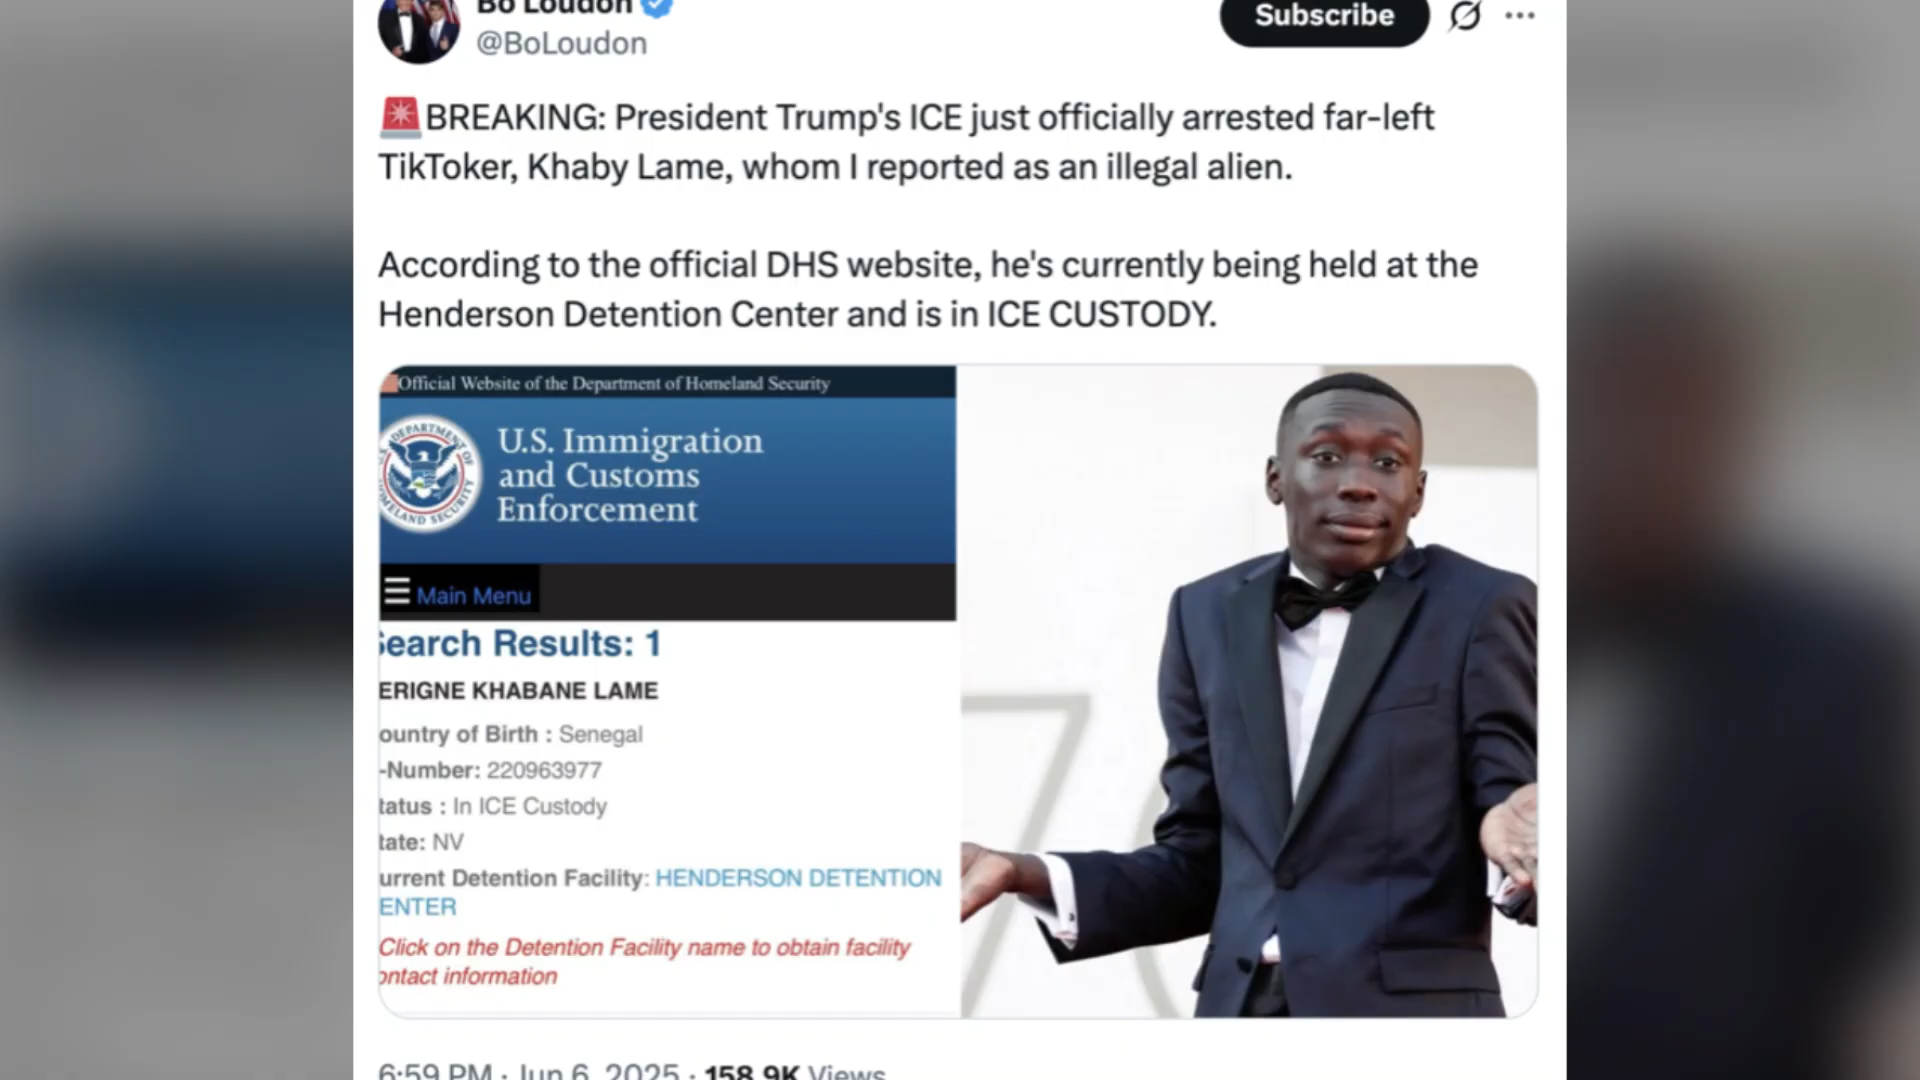 Bo Loudon
@BoLoudon
Subscribe
BREAKING: President Trump's ICE just officially arrested far-left
TikToker, Khaby Lame, whom I reported as an illegal alien.
According to the official DHS website, he's currently being held at the
Henderson Detention Center and is in ICE CUSTODY.
Official Website of the Department of Homeland Security
DEPARTMENT OF
HOMELAND SECURITY
U.S. Immigration
and Customs
Enforcement
Main Menu
Search Results: 1
ERIGNE KHABANE LAME
ountry of Birth : Senegal
-Number: 220963977
tatus : In ICE Custody
tate: NV
urrent Detention Facility: HENDERSON DETENTION
ENTER
Click on the Detention Facility name to obtain facility
ontact information
6:59 PM · Jun 6, 2025 · 158.9K Views